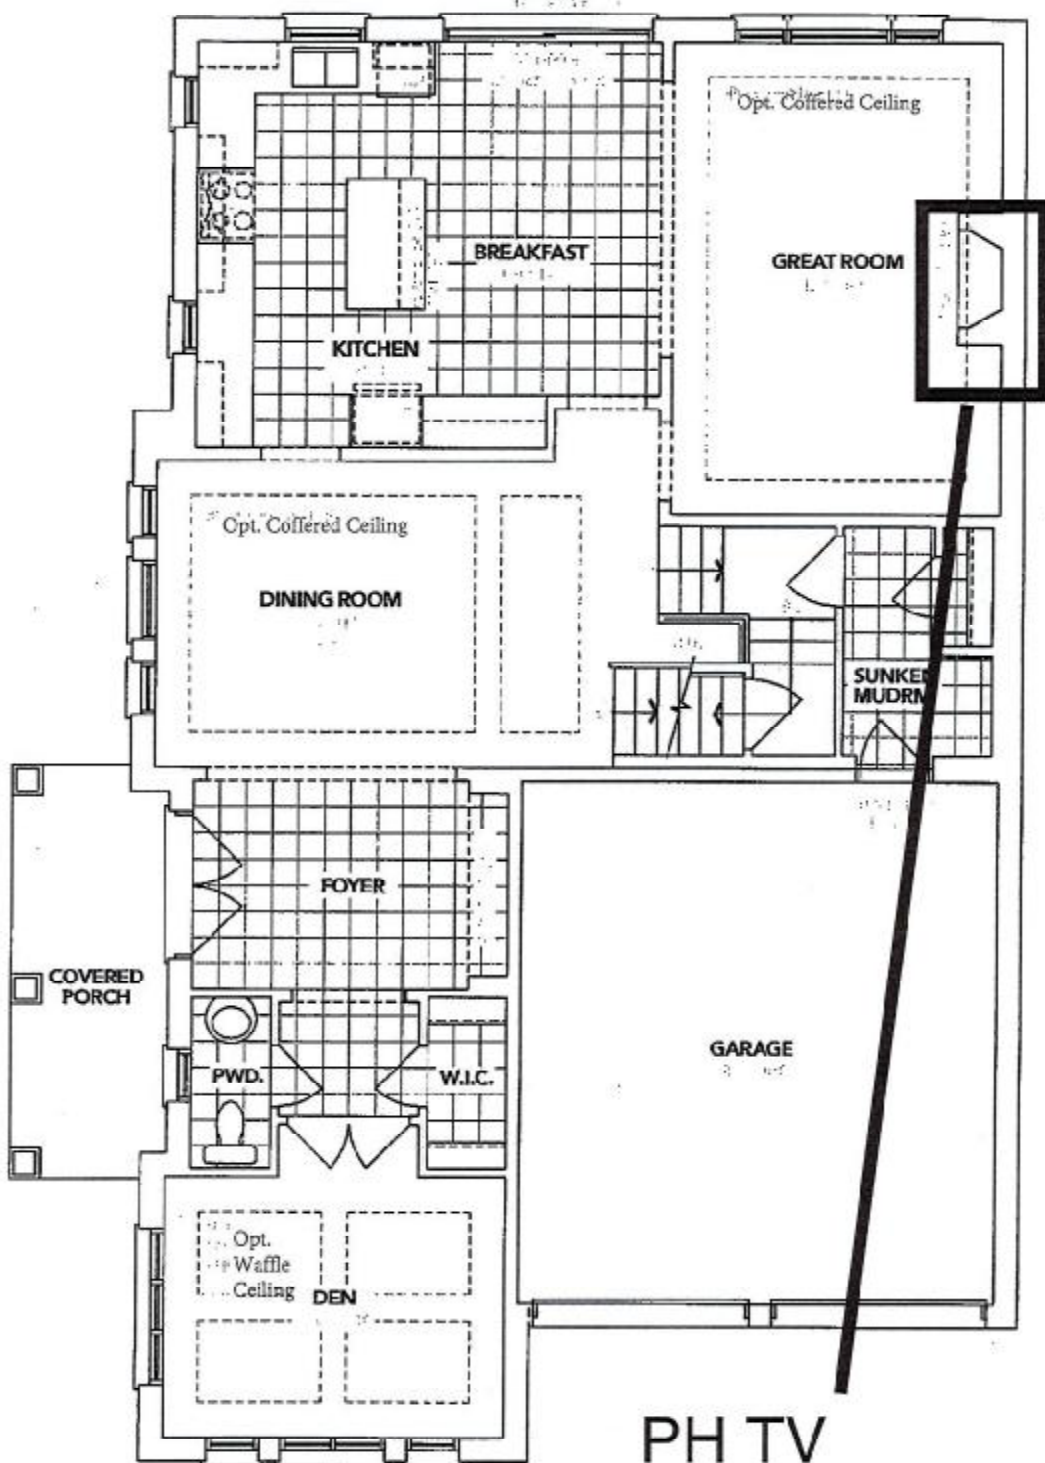 Opt. Coffered Ceiling
BREAKFAST
GREAT ROOM
KITCHEN
Opt. Coffered Ceiling
DINING ROOM
SUNKEN
MUDRM
FOYER
COVERED
PORCH
GARAGE
PWD.
W.I.C.
Opt.
Waffle
Ceiling
DEN
PH TV